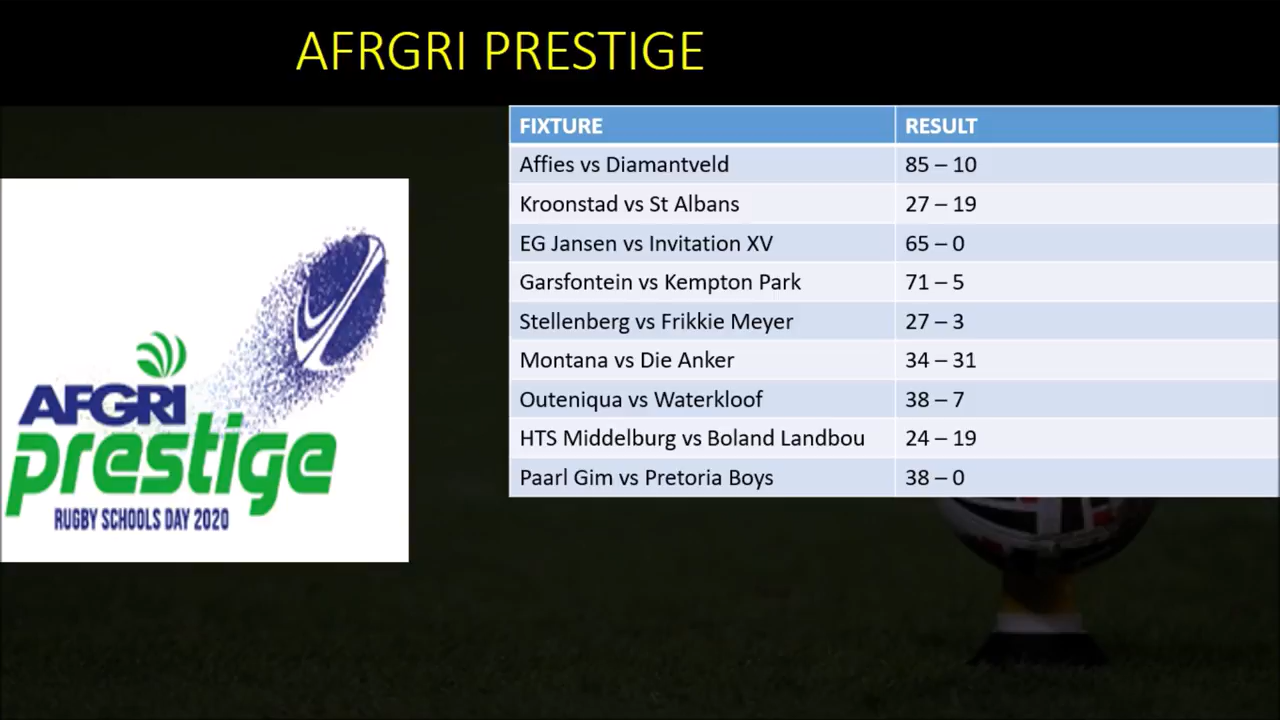 AFRGRI PRESTIGE
FIXTURE RESULT
Affies vs Diamantveld 85 – 10
Kroonstad vs St Albans 27 – 19
EG Jansen vs Invitation XV 65 – 0
Garsfontein vs Kempton Park 71 – 5
Stellenberg vs Frikkie Meyer 27 – 3
Montana vs Die Anker 34 – 31
Outeniqua vs Waterkloof 38 – 7
HTS Middelburg vs Boland Landbou 24 – 19
Paarl Gim vs Pretoria Boys 38 – 0
AFGRI
prestige
RUGBY SCHOOLS DAY 2020